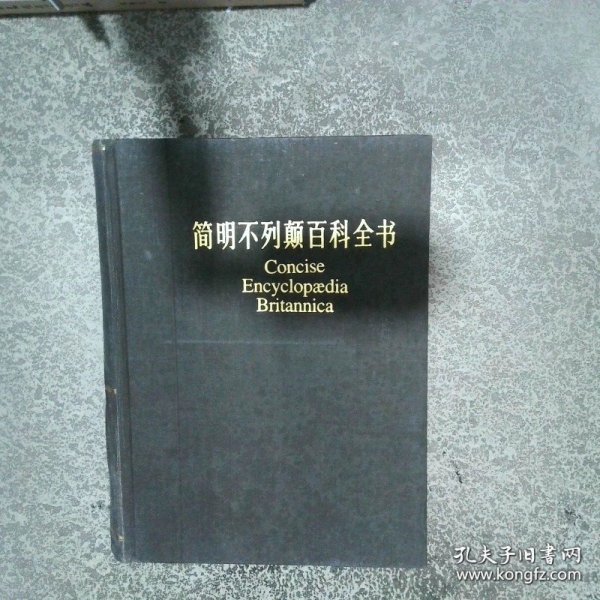 简明不列颠百科全书
Concise
Encyclopædia
Britannica
孔夫子旧书网
www.kongfz.com